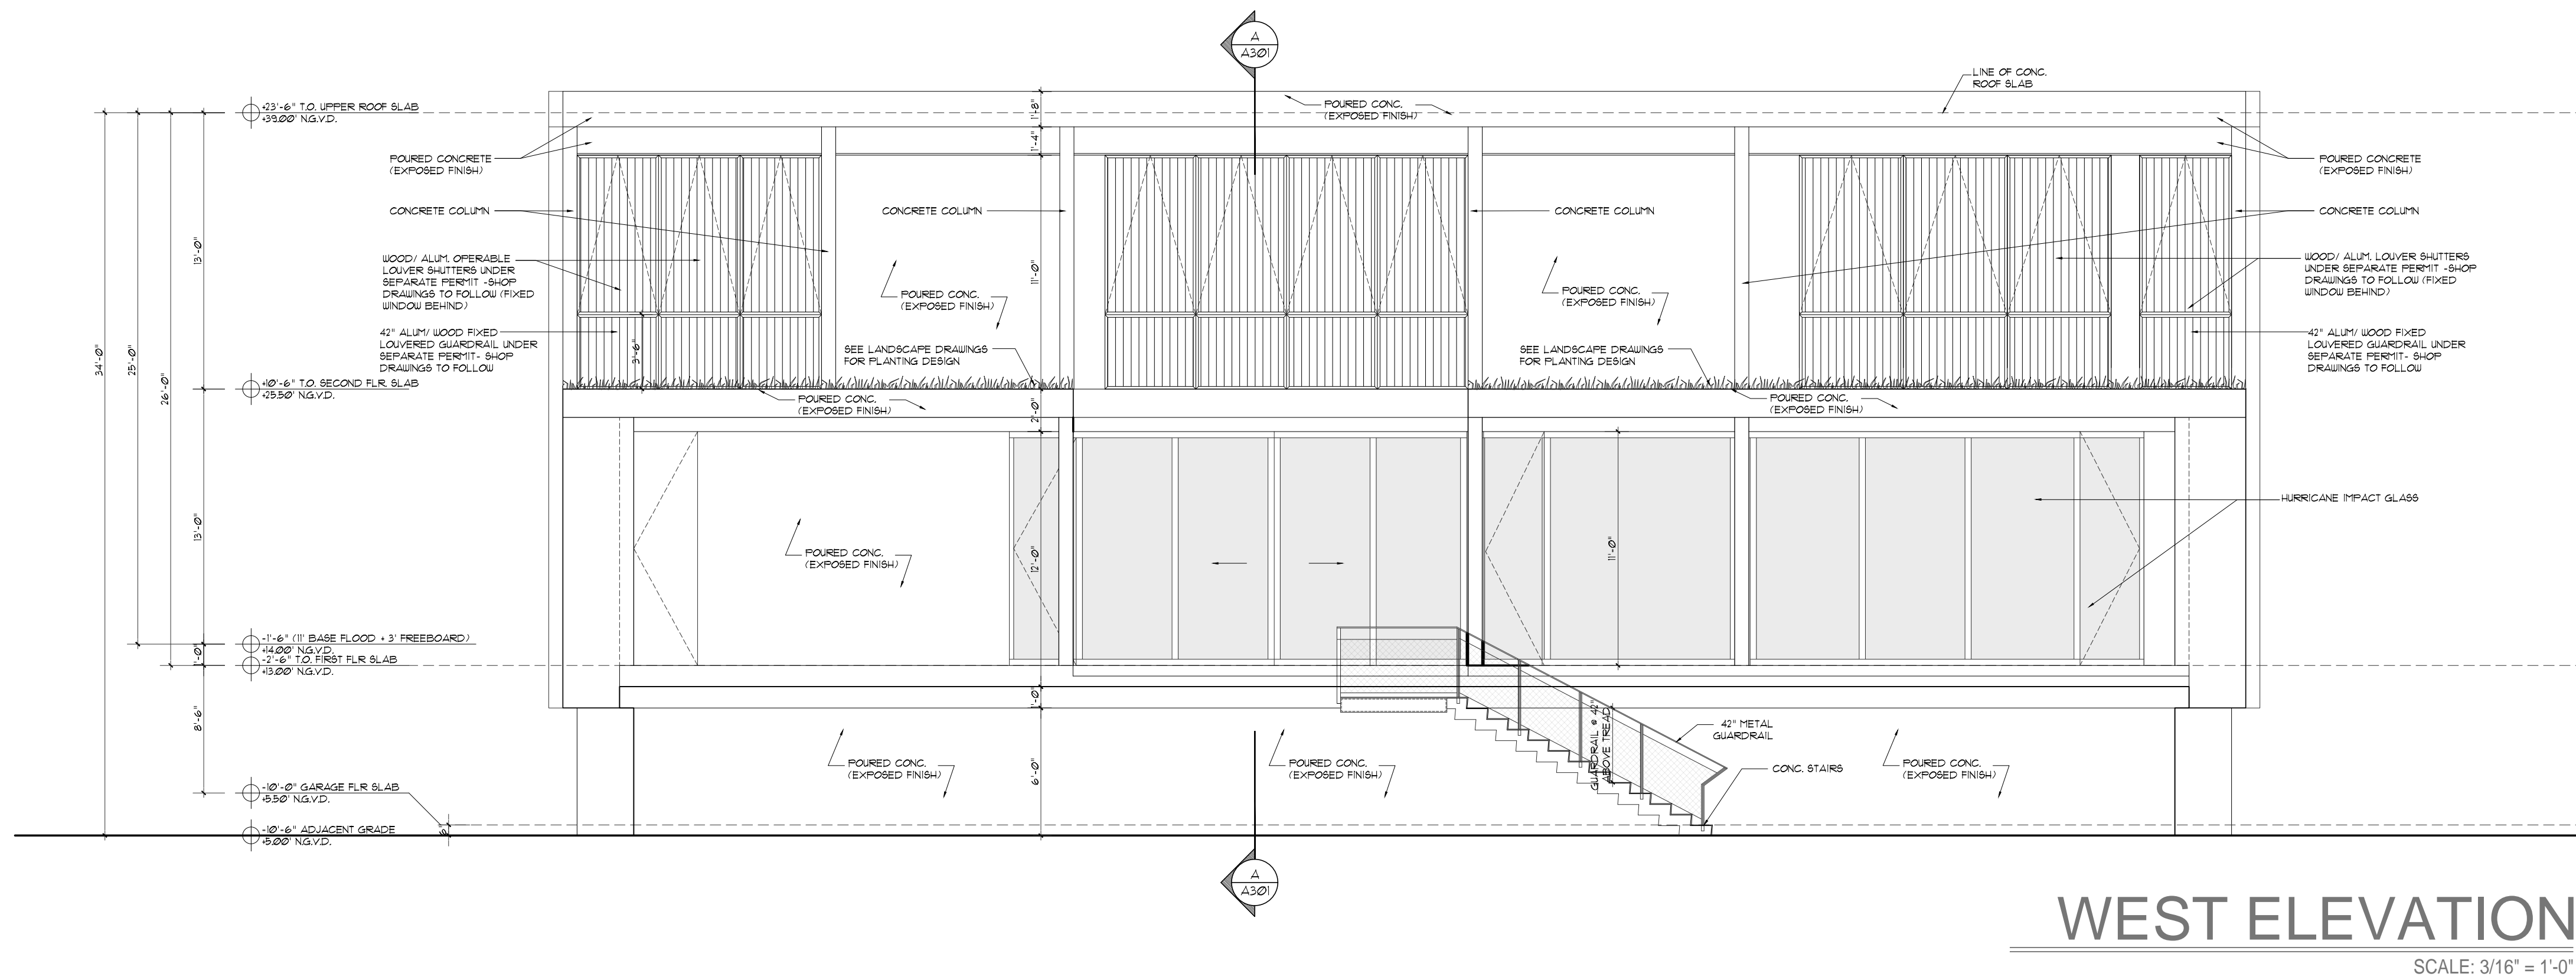 A
A301
LINE OF CONC.
ROOF SLAB
+23'-6" T.O. UPPER ROOF SLAB
+39.00' N.G.V.D.
1'-8"
POURED CONC.
(EXPOSED FINISH)
1'-4"
POURED CONCRETE
(EXPOSED FINISH)
POURED CONCRETE
(EXPOSED FINISH)
CONCRETE COLUMN
CONCRETE COLUMN
CONCRETE COLUMN
CONCRETE COLUMN
13'-0"
11'-0"
WOOD/ ALUM. OPERABLE
LOUVER SHUTTERS UNDER
SEPARATE PERMIT -SHOP
DRAWINGS TO FOLLOW (FIXED
WINDOW BEHIND)
POURED CONC.
(EXPOSED FINISH)
POURED CONC.
(EXPOSED FINISH)
WOOD/ ALUM. LOUVER SHUTTERS
UNDER SEPARATE PERMIT -SHOP
DRAWINGS TO FOLLOW (FIXED
WINDOW BEHIND)
42" ALUM/ WOOD FIXED
LOUVERED GUARDRAIL UNDER
SEPARATE PERMIT- SHOP
DRAWINGS TO FOLLOW
3'-6"
SEE LANDSCAPE DRAWINGS
FOR PLANTING DESIGN
SEE LANDSCAPE DRAWINGS
FOR PLANTING DESIGN
42" ALUM/ WOOD FIXED
LOUVERED GUARDRAIL UNDER
SEPARATE PERMIT- SHOP
DRAWINGS TO FOLLOW
34'-0"
25'-0"
26'-0"
+10'-6" T.O. SECOND FLR. SLAB
+25.50' N.G.V.D.
POURED CONC.
(EXPOSED FINISH)
2'-0"
POURED CONC.
(EXPOSED FINISH)
13'-0"
POURED CONC.
(EXPOSED FINISH)
12'-0"
11'-0"
HURRICANE IMPACT GLASS
-1'-6" (11' BASE FLOOD + 3' FREEBOARD)
+14.00' N.G.V.D.
1'-0"
-2'-6" T.O. FIRST FLR SLAB
+13.00' N.G.V.D.
1'-0"
8'-6"
POURED CONC.
(EXPOSED FINISH)
6'-0"
POURED CONC.
(EXPOSED FINISH)
GUARDRAIL @ 42"
ABOVE TREAD
42" METAL
GUARDRAIL
CONC. STAIRS
POURED CONC.
(EXPOSED FINISH)
-10'-0" GARAGE FLR SLAB
+5.50' N.G.V.D.
6"
-10'-6" ADJACENT GRADE
+5.00' N.G.V.D.
A
A301
WEST ELEVATION
SCALE: 3/16" = 1'-0"